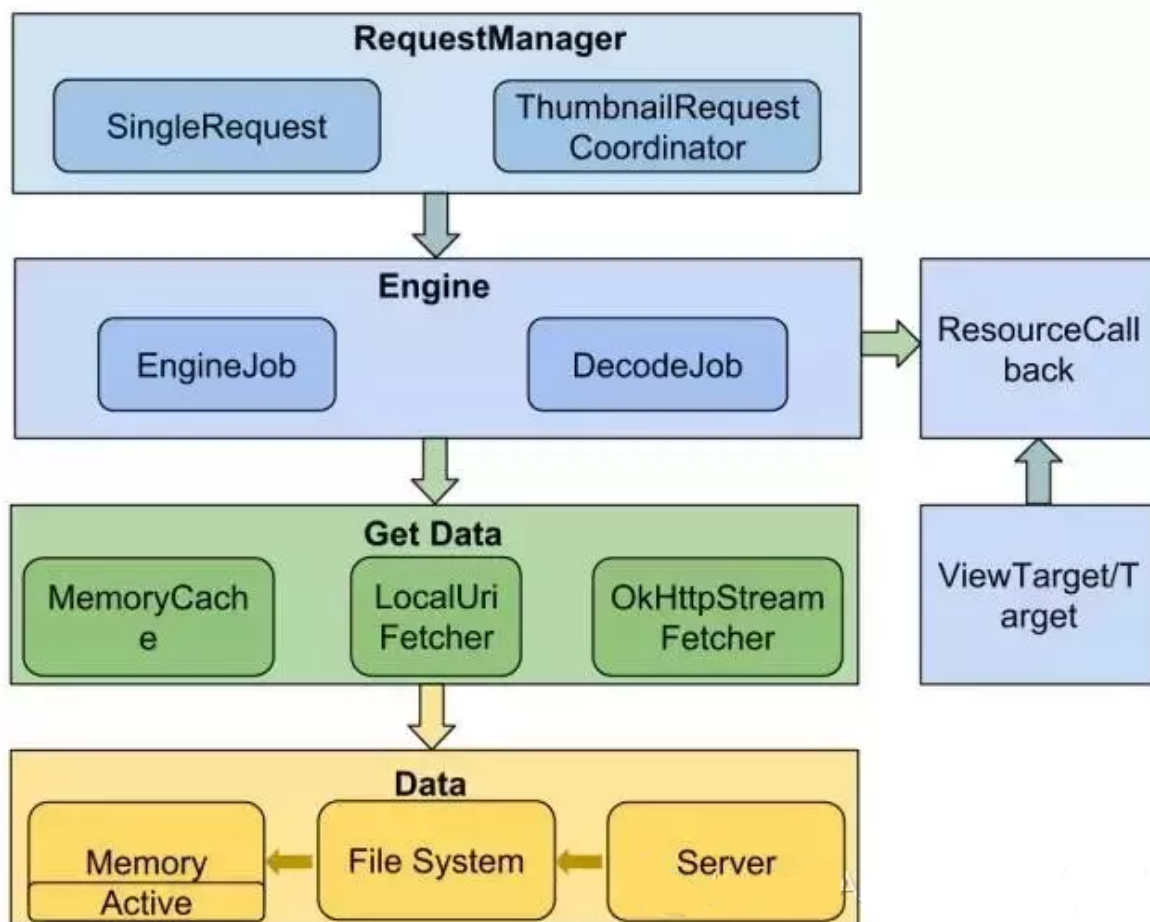 RequestManager
SingleRequest
ThumbnailRequest
Coordinator
Engine
EngineJob
DecodeJob
ResourceCall
back
Get Data
MemoryCach
e
LocalUri
Fetcher
OkHttpStream
Fetcher
ViewTarget/T
arget
Data
Memory
Active
File System
Server